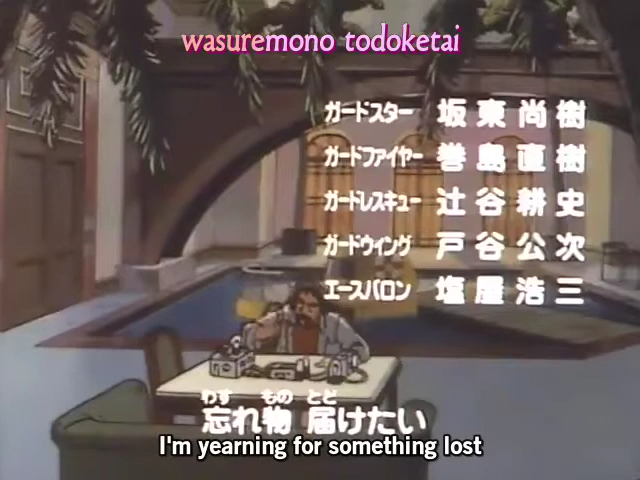 wasuremono todoketai
ガードスター 坂東尚樹
ガードファイヤー 巻島直樹
ガードレスキュー 辻谷耕史
ガードウイング 戸谷公次
エースバロン 塩屋浩三
わす もの とど
忘れ物 届けたい
I'm yearning for something lost